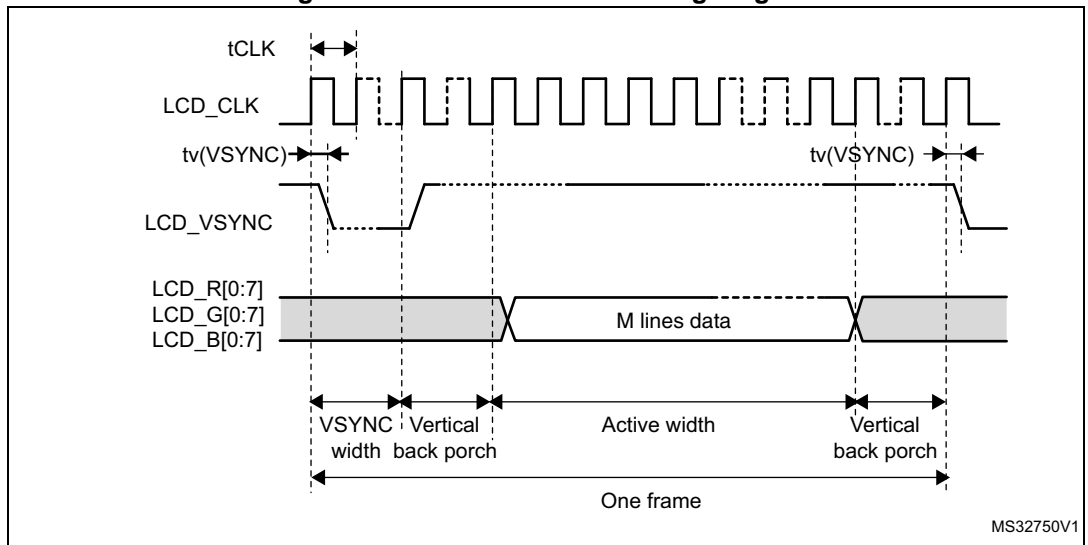 tCLK
LCD_CLK
tv(VSYNC)
tv(VSYNC)
LCD_VSYNC
LCD_R[0:7]
LCD_G[0:7]
LCD_B[0:7]
M lines data
VSYNC width
Vertical back porch
Active width
Vertical back porch
One frame
MS32750V1